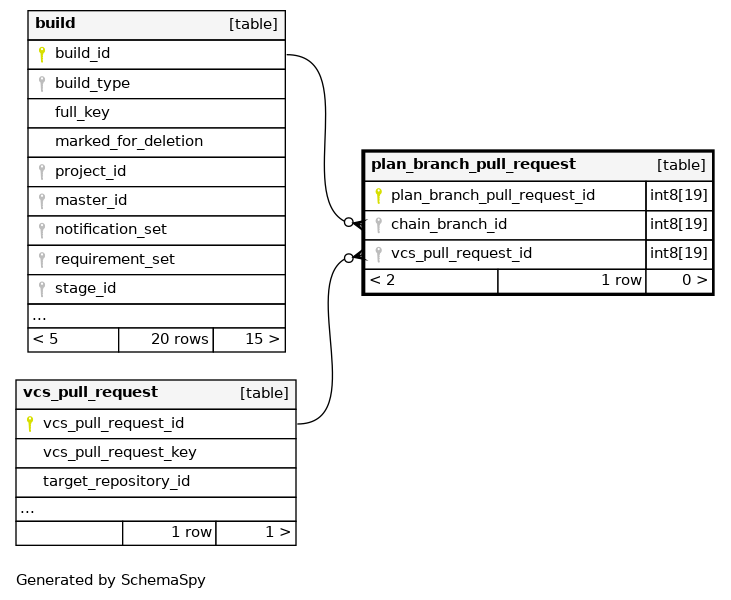 build [table]
build_id
build_type
full_key
marked_for_deletion
project_id
master_id
notification_set
requirement_set
stage_id
...
< 5 20 rows 15 >
plan_branch_pull_request [table]
plan_branch_pull_request_id int8[19]
chain_branch_id int8[19]
vcs_pull_request_id int8[19]
< 2 1 row 0 >
vcs_pull_request [table]
vcs_pull_request_id
vcs_pull_request_key
target_repository_id
...
1 row 1 >
Generated by SchemaSpy